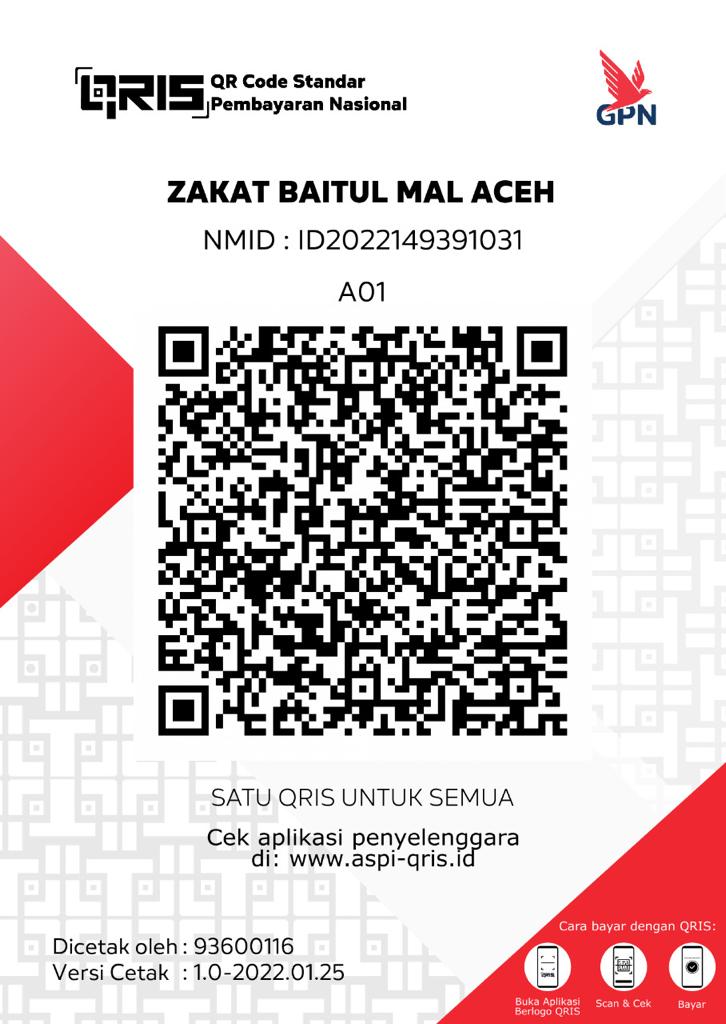 QRIS QR Code Standar
Pembayaran Nasional
GPN
ZAKAT BAITUL MAL ACEH
NMID : ID2022149391031
A01
SATU QRIS UNTUK SEMUA
Cek aplikasi penyelenggara
di: www.aspi-qris.id
Dicetak oleh : 93600116
Versi Cetak : 1.0-2022.01.25
Cara bayar dengan QRIS:
Buka Aplikasi
Berlogo QRIS
Scan & Cek
Bayar